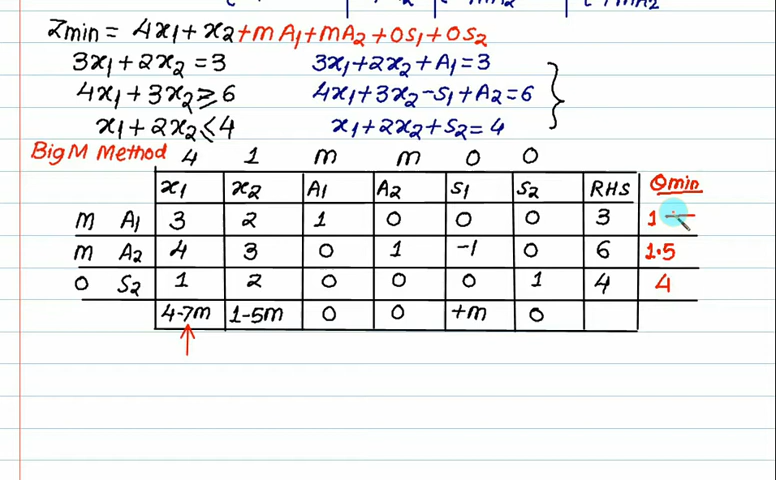 Zmin = 4x₁ + x₂ + mA₁ + mA₂ + 0S₁ + 0S₂
3x₁ + 2x₂ = 3 3x₁ + 2x₂ + A₁ = 3
4x₁ + 3x₂ ≥ 6 4x₁ + 3x₂ - S₁ + A₂ = 6
x₁ + 2x₂ ≤ 4 x₁ + 2x₂ + S₂ = 4
Big M Method 4 1 m m 0 0
x₁ x₂ A₁ A₂ S₁ S₂ RHS Θmin
m A₁ 3 2 1 0 0 0 3 1
m A₂ 4 3 0 1 -1 0 6 1.5
0 S₂ 1 2 0 0 0 1 4 4
4-7m 1-5m 0 0 +m 0